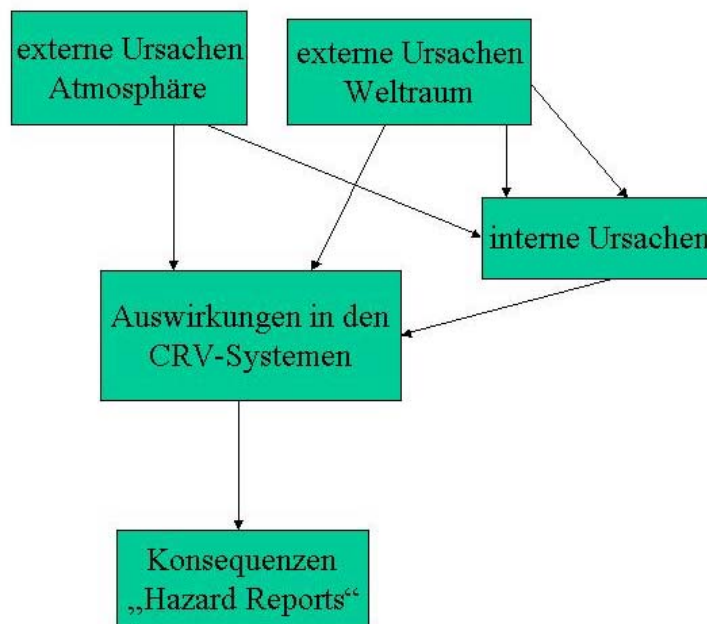 externe Ursachen
Atmosphäre
externe Ursachen
Weltraum
interne Ursachen
Auswirkungen in den
CRV-Systemen
Konsequenzen
„Hazard Reports“